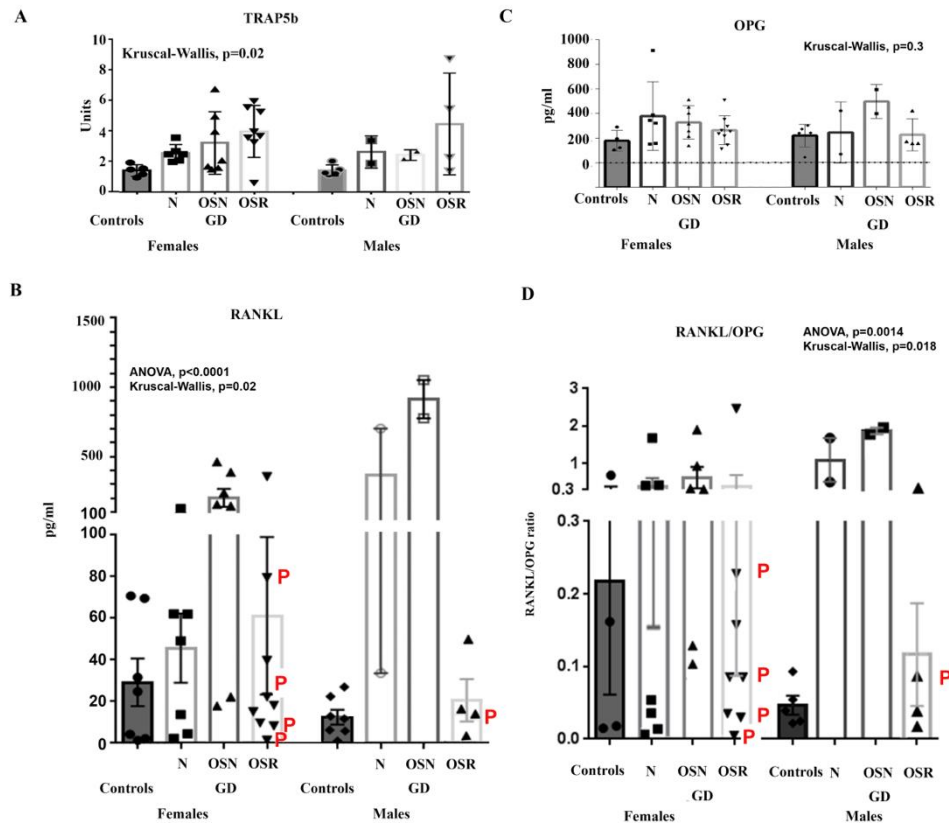 A
TRAP5b
Kruscal-Wallis, p=0.02
Units
10
8
6
4
2
0
Controls
N
OSN
OSR
GD
Females
N
OSN
OSR
Controls
GD
Males
C
OPG
Kruscal-Wallis, p=0.3
pg/ml
1000
800
600
400
200
0
Controls
N
OSN
OSR
GD
Females
Controls
N
OSN
OSR
GD
Males
B
RANKL
ANOVA, p<0.0001
Kruscal-Wallis, p=0.02
pg/ml
1500
1000
500
100
100
80
60
40
20
0
P
P
P
P
P
Controls
N
OSN
OSR
GD
Females
Controls
N
OSN
OSR
GD
Males
D
RANKL/OPG
ANOVA, p=0.0014
Kruscal-Wallis, p=0.018
RANKL/OPG ratio
3
2
1
0.3
0.3
0.2
0.1
0.0
P
P
P
P
P
Controls
N
OSN
OSR
GD
Females
Controls
N
OSN
OSR
GD
Males